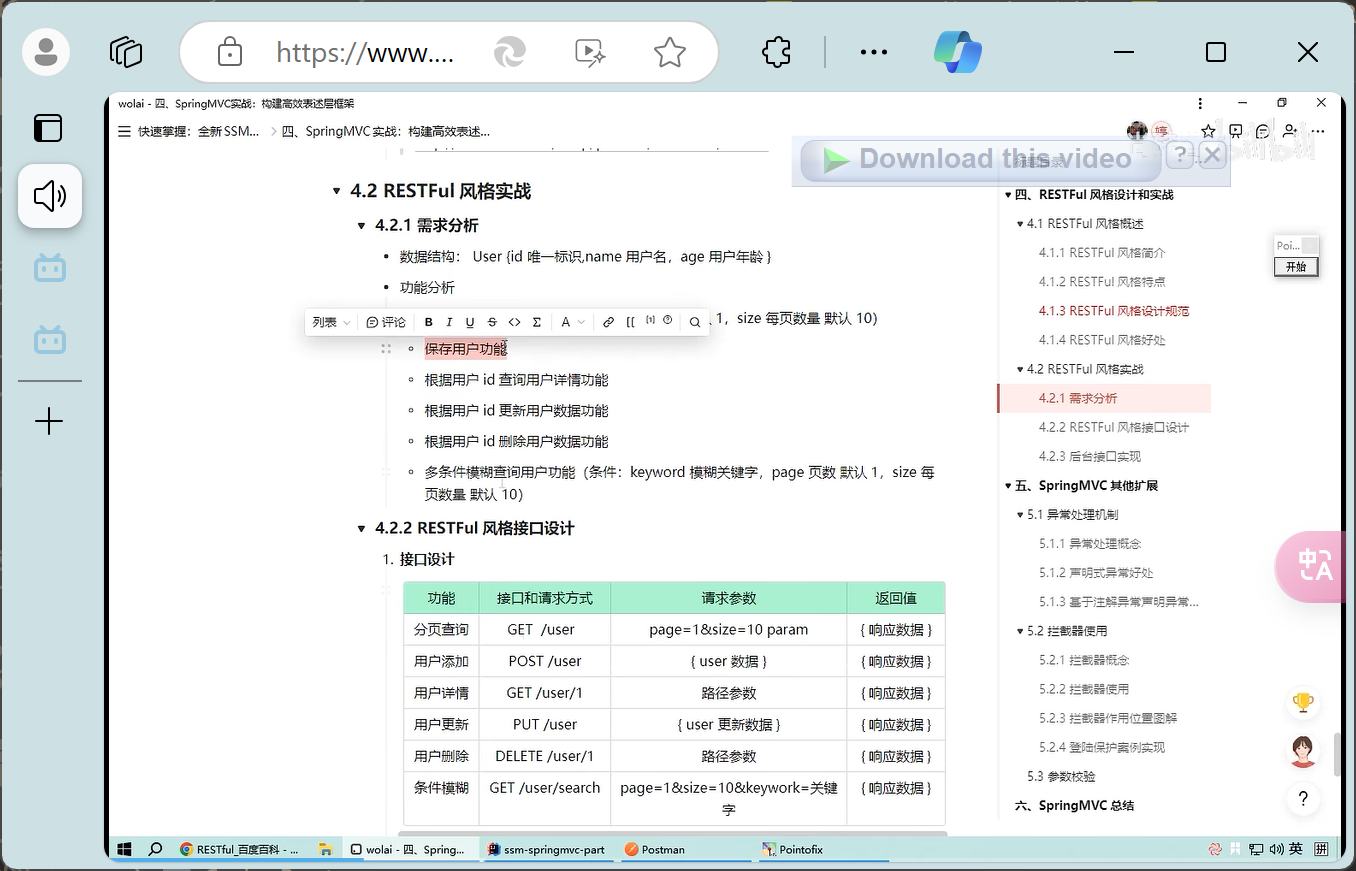 https://www....
wolai - 四、SpringMVC实战：构建高效表述层框架
快速掌握：全新 SSM... > 四、SpringMVC 实战：构建高效表述...
Download this video
?
4.2 RESTFul 风格实战
4.2.1 需求分析
数据结构： User {id 唯一标识,name 用户名，age 用户年龄 }
功能分析
1，size 每页数量 默认 10）
列表 评论 B I U S <> Σ A [[ [1] ?
保存用户功能
根据用户 id 查询用户详情功能
根据用户 id 更新用户数据功能
根据用户 id 删除用户数据功能
多条件模糊查询用户功能（条件：keyword 模糊关键字，page 页数 默认 1，size 每
页数量 默认 10）
4.2.2 RESTFul 风格接口设计
1. 接口设计
功能 接口和请求方式 请求参数 返回值
分页查询 GET /user page=1&size=10 param { 响应数据 }
用户添加 POST /user { user 数据 } { 响应数据 }
用户详情 GET /user/1 路径参数 { 响应数据 }
用户更新 PUT /user { user 更新数据 } { 响应数据 }
用户删除 DELETE /user/1 路径参数 { 响应数据 }
条件模糊 GET /user/search page=1&size=10&keywork=关键
字 { 响应数据 }
四、RESTFul 风格设计和实战
4.1 RESTFul 风格概述
4.1.1 RESTFul 风格简介
4.1.2 RESTFul 风格特点
4.1.3 RESTFul 风格设计规范
4.1.4 RESTFul 风格好处
4.2 RESTFul 风格实战
4.2.1 需求分析
4.2.2 RESTFul 风格接口设计
4.2.3 后台接口实现
五、SpringMVC 其他扩展
5.1 异常处理机制
5.1.1 异常处理概念
5.1.2 声明式异常好处
5.1.3 基于注解异常声明异常...
5.2 拦截器使用
5.2.1 拦截器概念
5.2.2 拦截器使用
5.2.3 拦截器作用位置图解
5.2.4 登陆保护案例实现
5.3 参数校验
六、SpringMVC 总结
Poi...
开始
中A
?
RESTful_百度百科 - ...
wolai - 四、Spring...
ssm-springmvc-part
Postman
Pointofix
英
拼